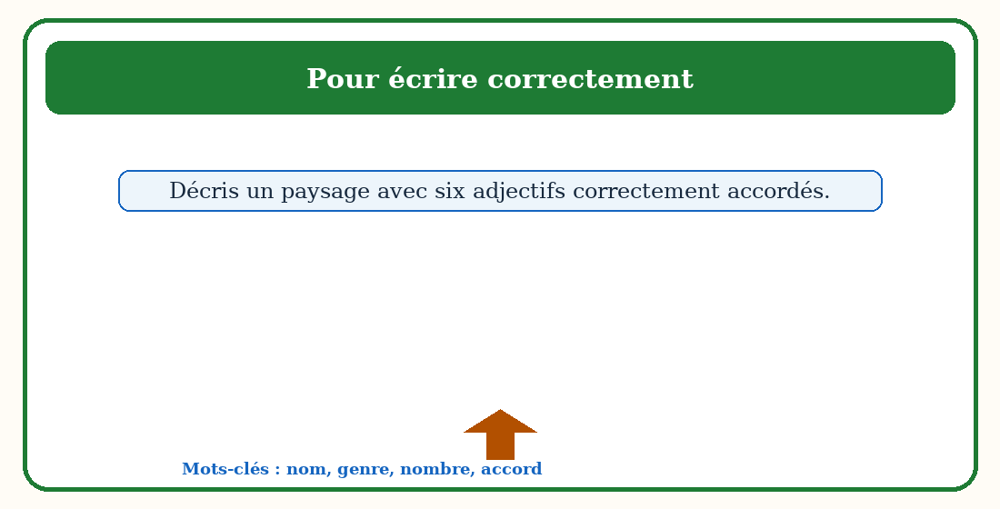 Pour écrire correctement
Décris un paysage avec six adjectifs correctement accordés.
Mots-clés : nom, genre, nombre, accord